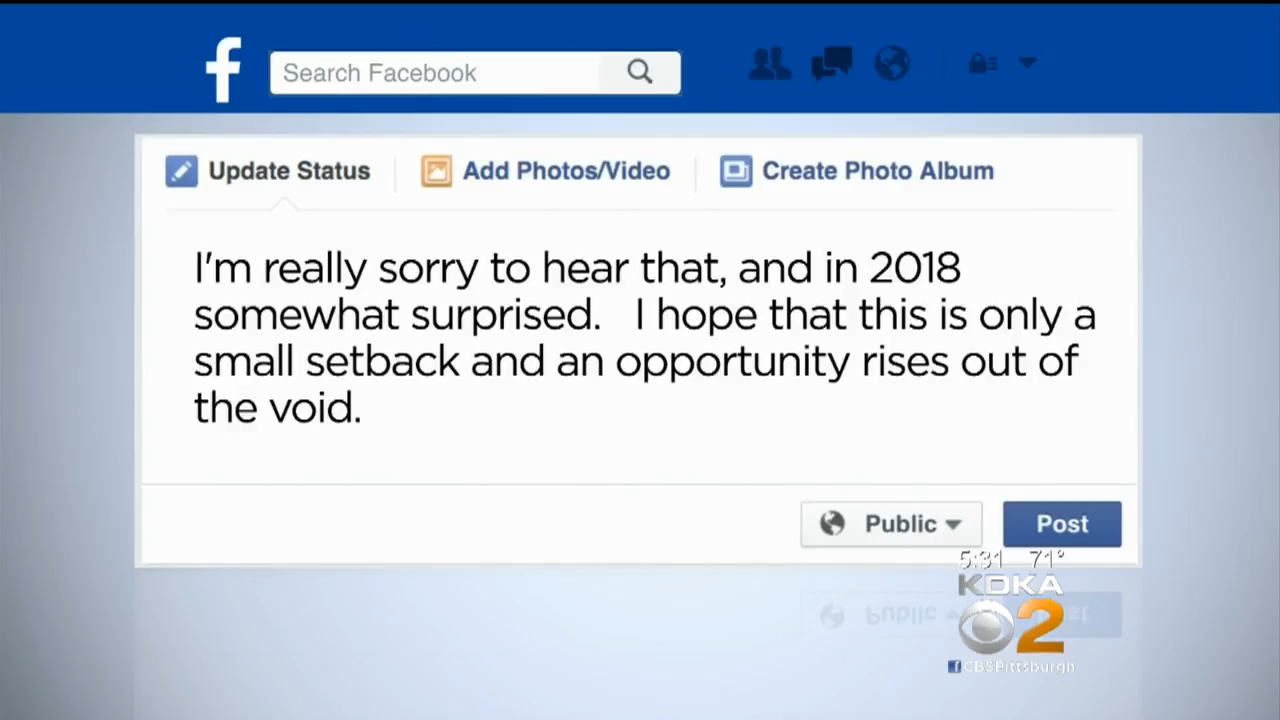 f
Search Facebook
Update Status
Add Photos/Video
Create Photo Album
I'm really sorry to hear that, and in 2018
somewhat surprised. I hope that this is only a
small setback and an opportunity rises out of
the void.
Public
Post
5:31 71°
KDKA
2
f CBSPittsburgh